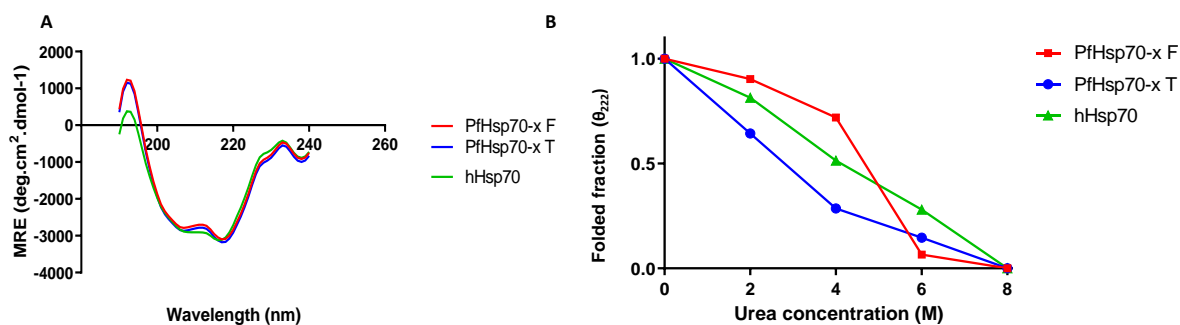 A
2000
1000
0
-1000
-2000
-3000
-4000
MRE (deg.cm².dmol-1)
200
220
240
260
Wavelength (nm)
PfHsp70-x F
PfHsp70-x T
hHsp70
B
1.0
0.5
0.0
Folded fraction (θ₂₂₂)
0
2
4
6
8
Urea concentration (M)
PfHsp70-x F
PfHsp70-x T
hHsp70